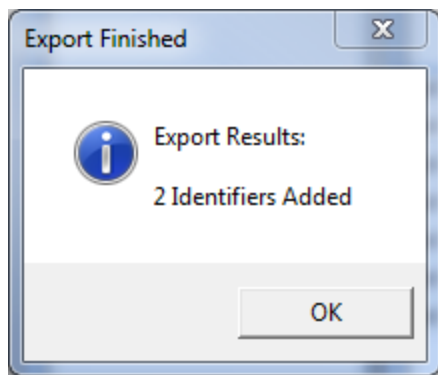 Export Finished
Export Results:
2 Identifiers Added
OK